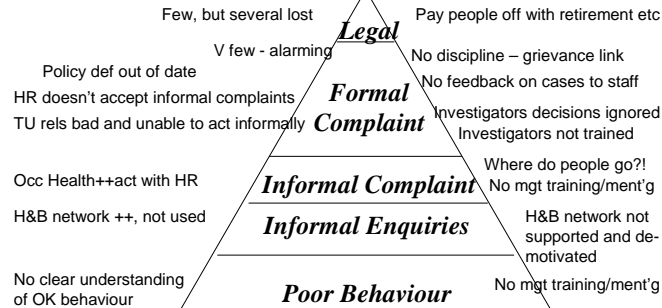 Few, but several lost
Pay people off with retirement etc
Legal
V few - alarming
No discipline – grievance link
Policy def out of date
No feedback on cases to staff
HR doesn't accept informal complaints
Formal
Complaint
Investigators decisions ignored
TU rels bad and unable to act informally
Investigators not trained
Where do people go?!
Occ Health++act with HR
Informal Complaint
No mgt training/ment'g
H&B network ++, not used
Informal Enquiries
H&B network not
supported and de-
motivated
No clear understanding
of OK behaviour
Poor Behaviour
No mgt training/ment'g